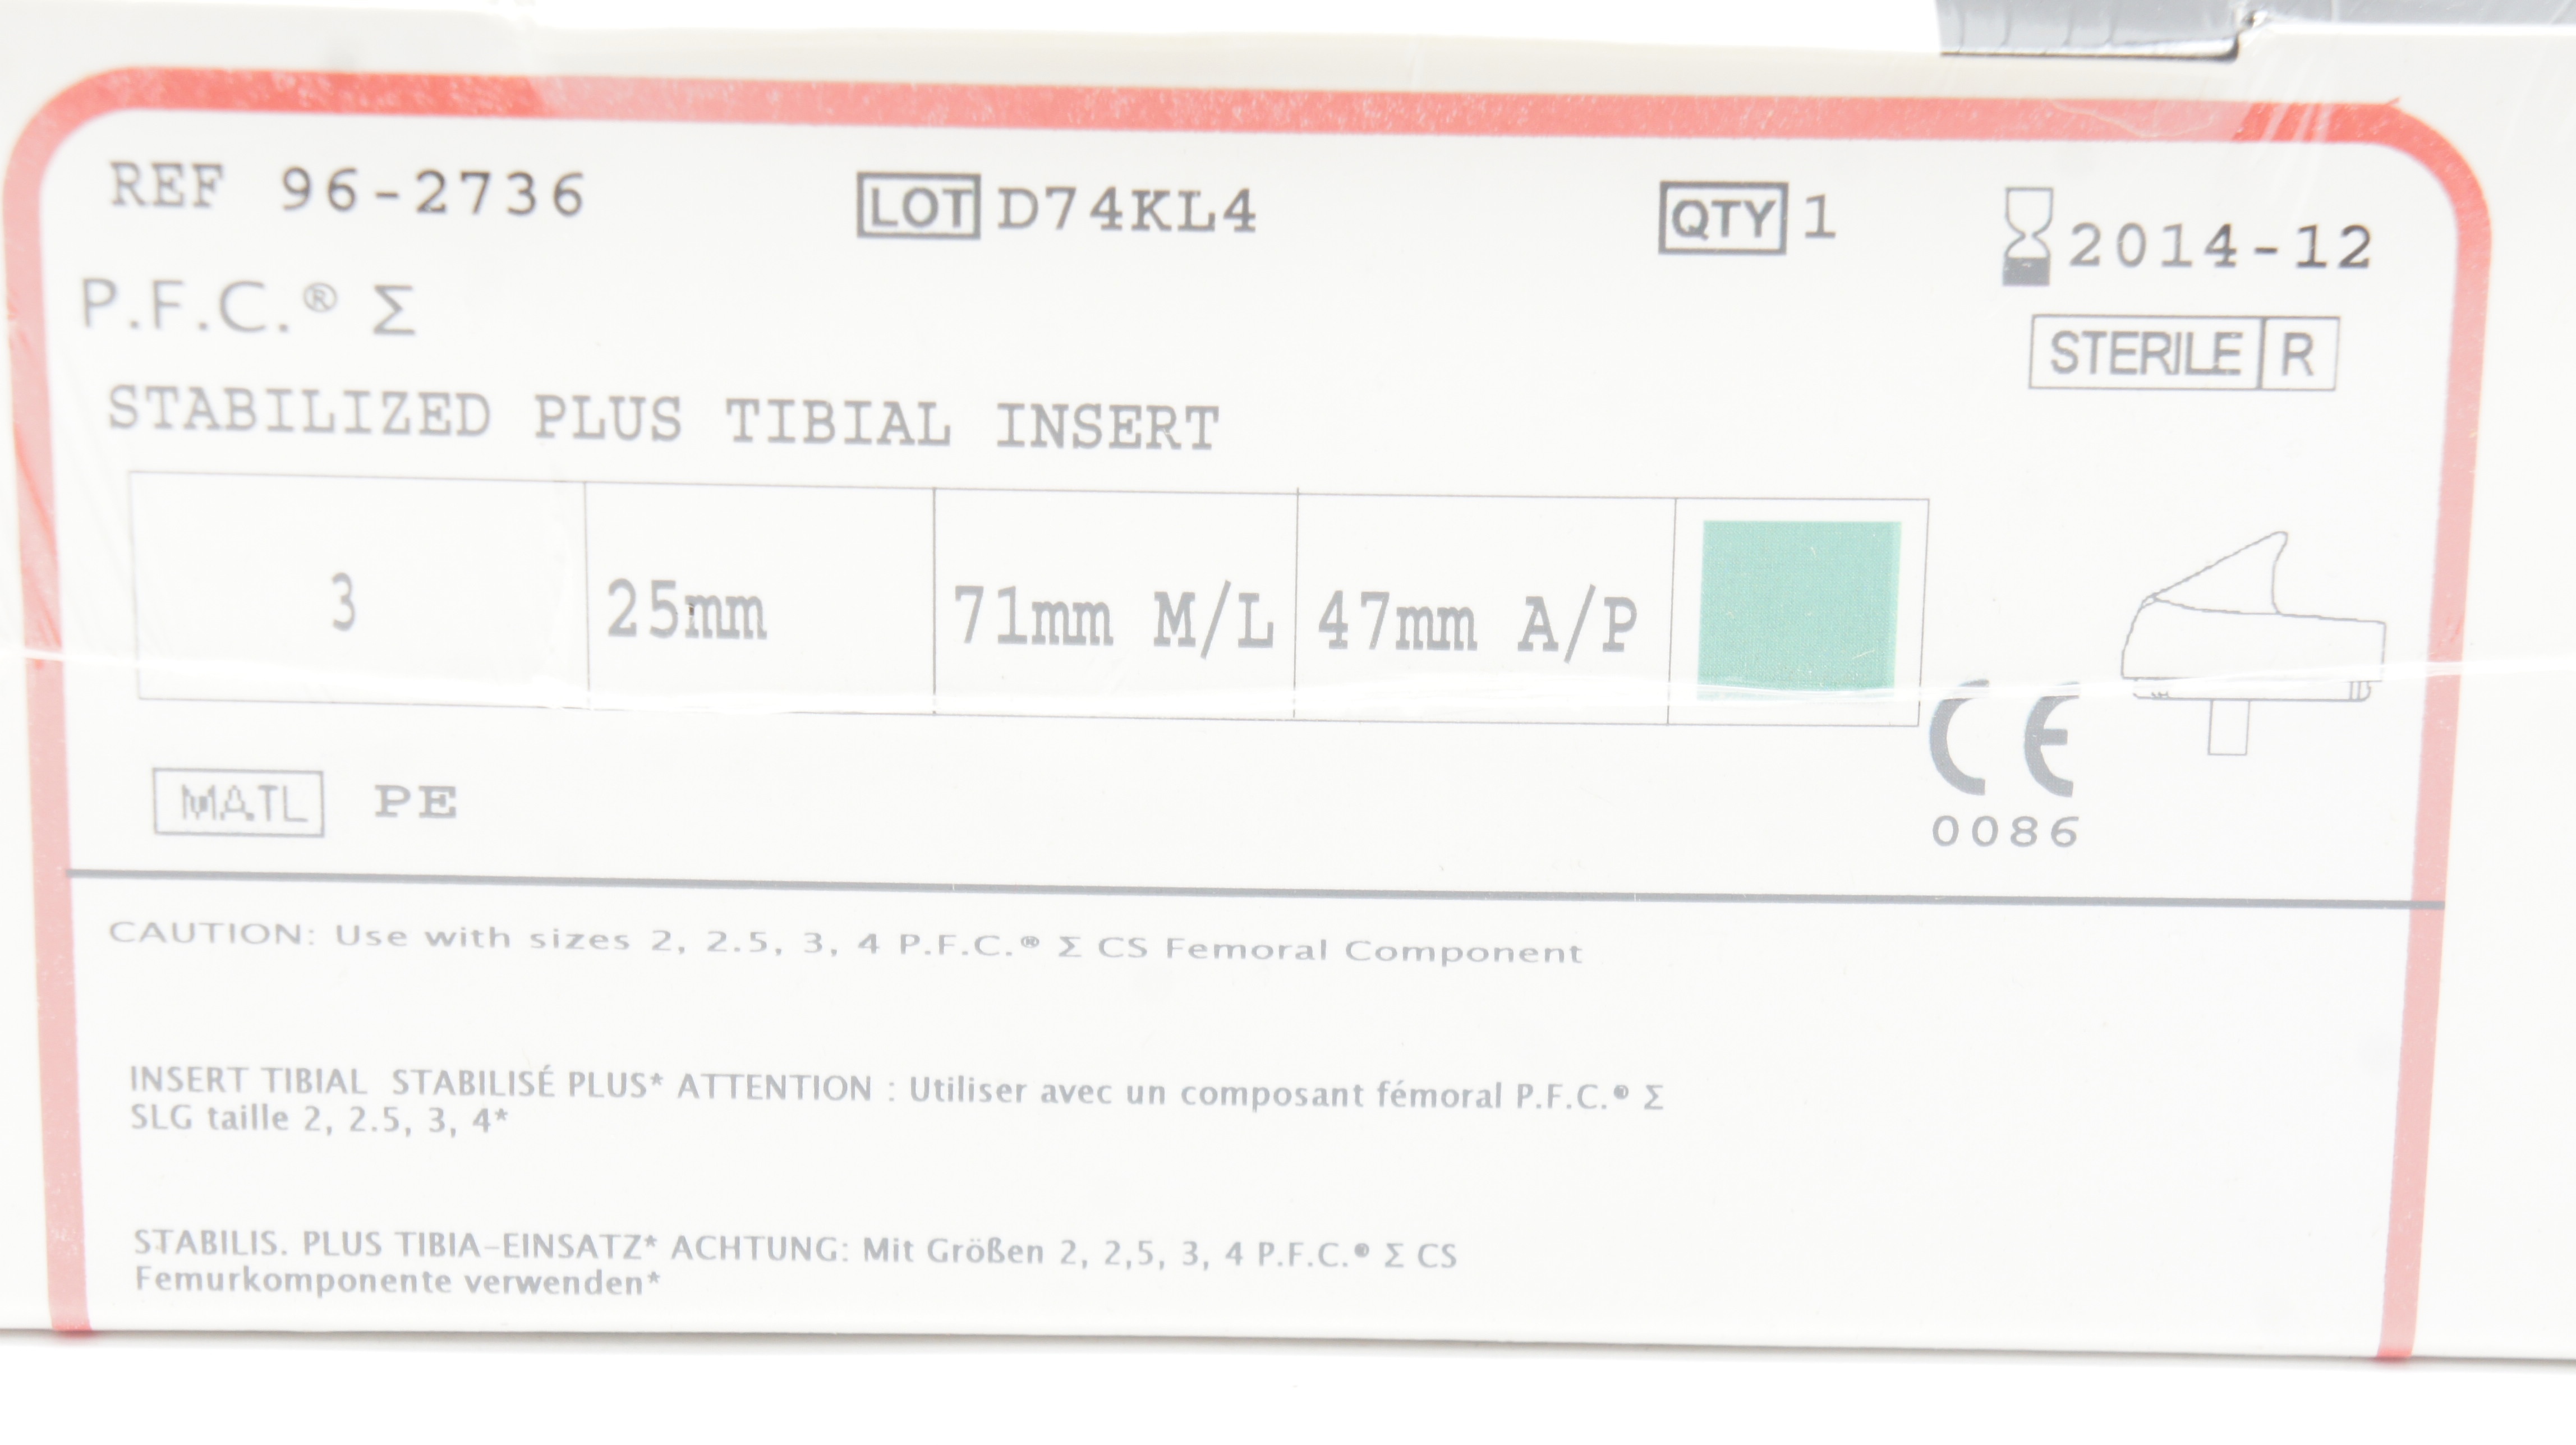 REF 96-2736 LOT D74KL4 QTY 1 2014-12
P.F.C.® Σ
STERILE R
STABILIZED PLUS TIBIAL INSERT
3 25mm 71mm M/L 47mm A/P
MATL PE
CE
0086
CAUTION: Use with sizes 2, 2.5, 3, 4 P.F.C.® Σ CS Femoral Component
INSERT TIBIAL STABILISÉ PLUS* ATTENTION : Utiliser avec un composant fémoral P.F.C.® Σ
SLG taille 2, 2.5, 3, 4*
STABILIS. PLUS TIBIA-EINSATZ* ACHTUNG: Mit Größen 2, 2,5, 3, 4 P.F.C.® Σ CS
Femurkomponente verwenden*